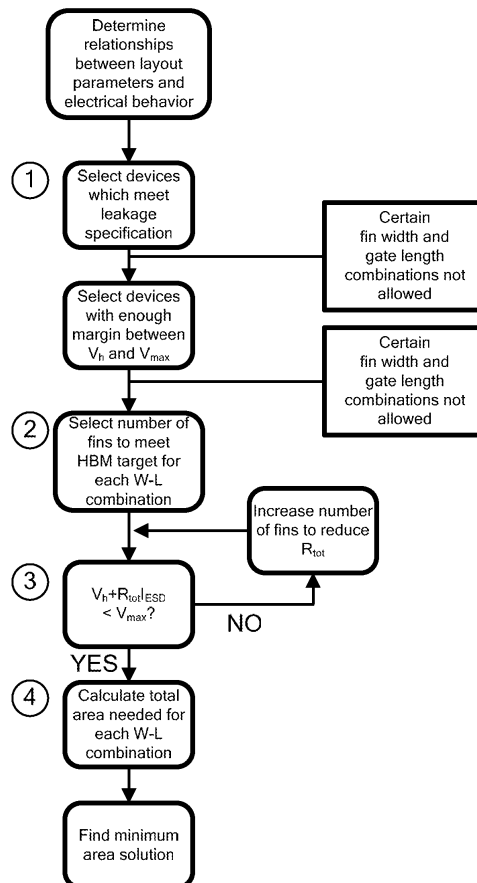 Determine
relationships
between layout
parameters and
electrical behavior
1
Select devices
which meet
leakage
specification
Certain
fin width and
gate length
combinations not
allowed
Select devices
with enough
margin between
Vh and Vmax
Certain
fin width and
gate length
combinations not
allowed
2
Select number of
fins to meet
HBM target for
each W-L
combination
Increase number
of fins to reduce
Rtot
3
Vh+RtotIESD
< Vmax?
NO
YES
4
Calculate total
area needed for
each W-L
combination
Find minimum
area solution